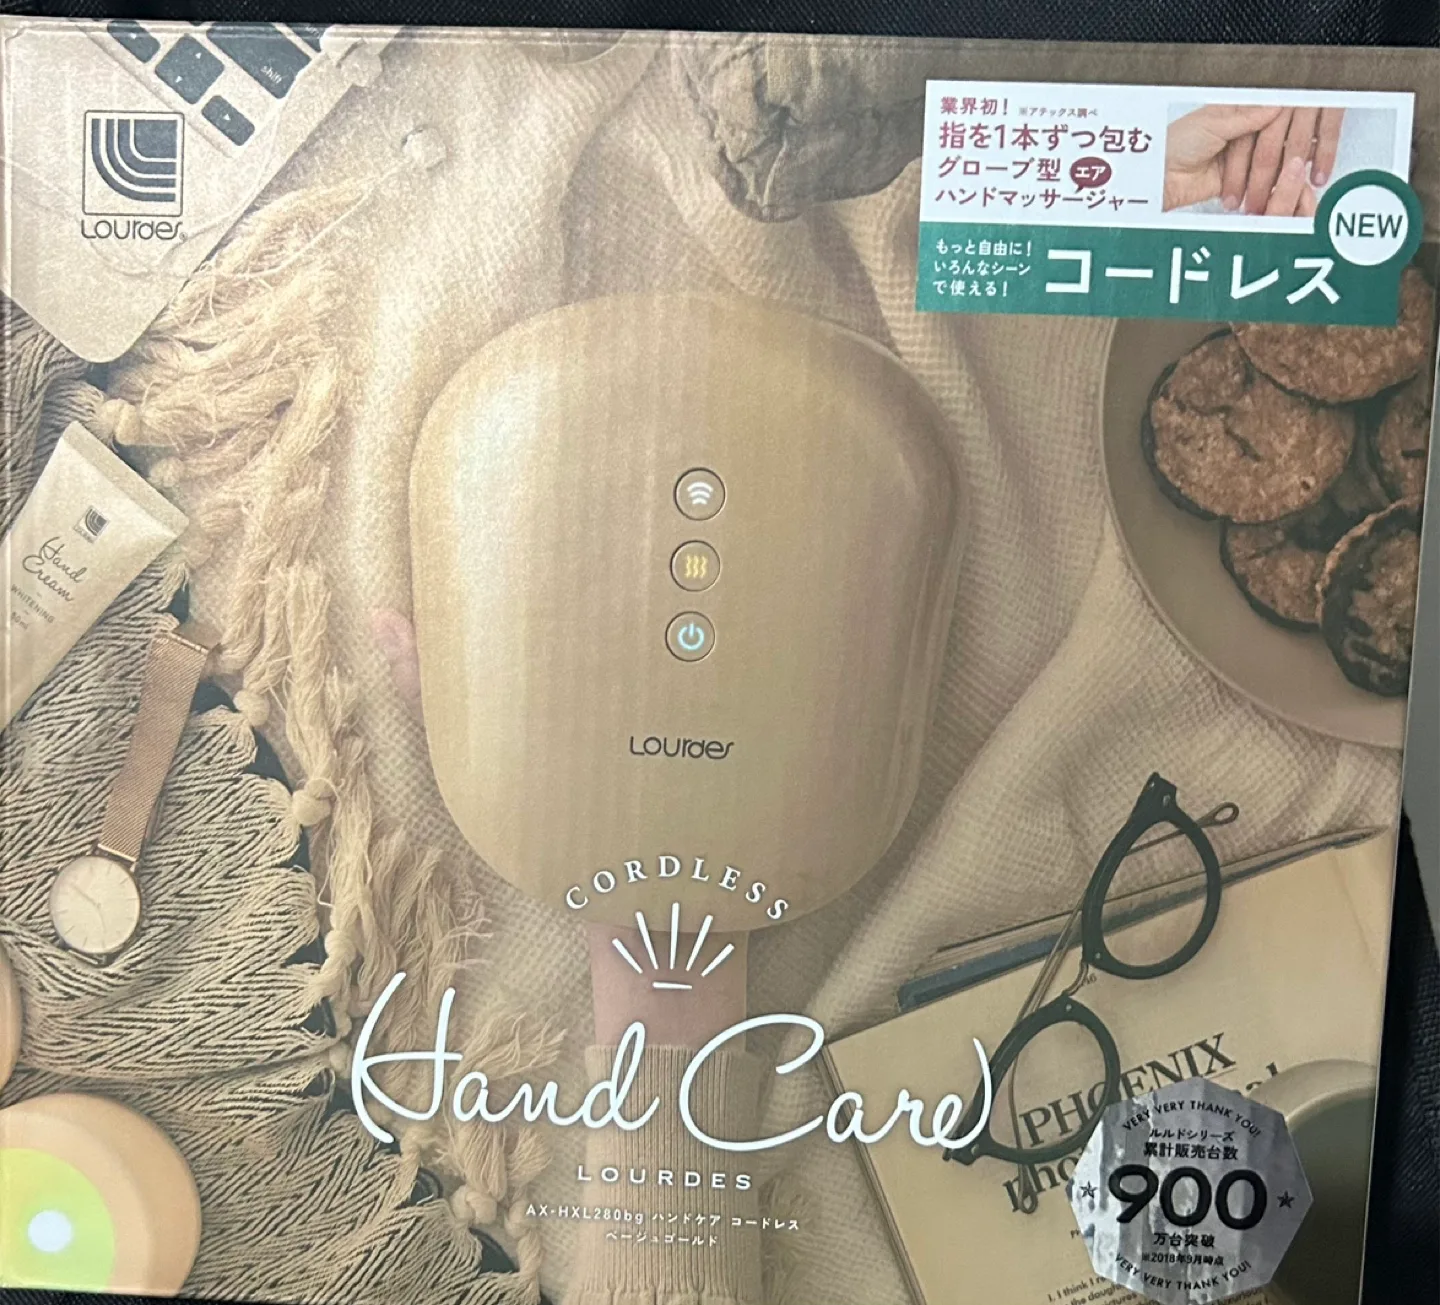 shift
Lourdes
業界初！ ※アテックス調べ
指を1本ずつ包む
グローブ型 エア
ハンドマッサージャー
NEW
もっと自由に！
いろんなシーン
で使える！
コードレス
Hand
Cream
WHITENING
Lourdes
CORDLESS
Hand Care
LOURDES
AX-HXL280bg ハンドケア コードレス
ベージュゴールド
PHOENIX
VERY VERY THANK YOU!
ルルドシリーズ
累計販売台数
900
万台突破
※2018年9月時点
VERY VERY THANK YOU!